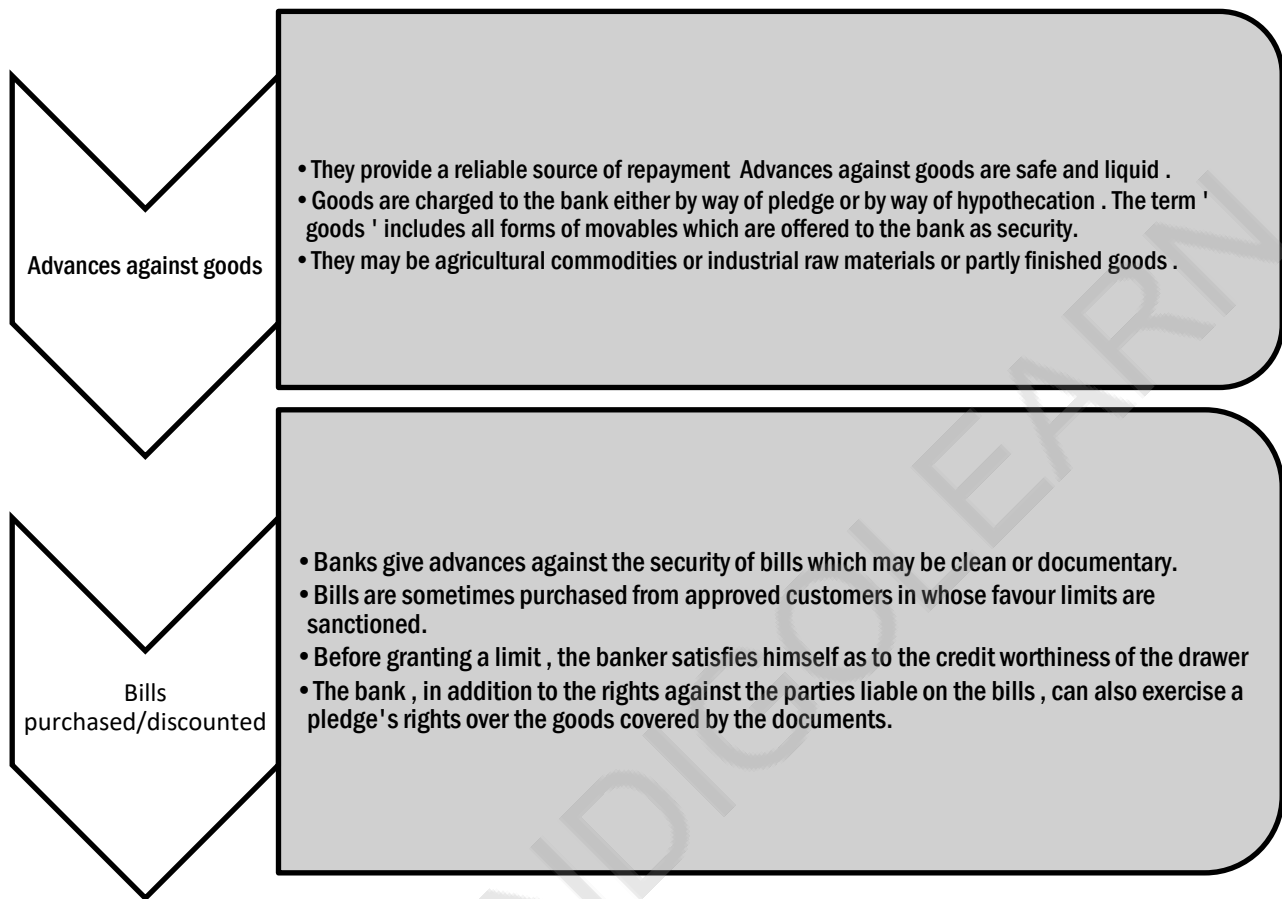 Advances against goods
•They provide a reliable source of repayment Advances against goods are safe and liquid .
•Goods are charged to the bank either by way of pledge or by way of hypothecation . The term '
goods ' includes all forms of movables which are offered to the bank as security.
•They may be agricultural commodities or industrial raw materials or partly finished goods .
Bills
purchased/discounted
•Banks give advances against the security of bills which may be clean or documentary.
•Bills are sometimes purchased from approved customers in whose favour limits are
sanctioned.
•Before granting a limit , the banker satisfies himself as to the credit worthiness of the drawer
•The bank , in addition to the rights against the parties liable on the bills , can also exercise a
pledge's rights over the goods covered by the documents.
NDIGOLEARN